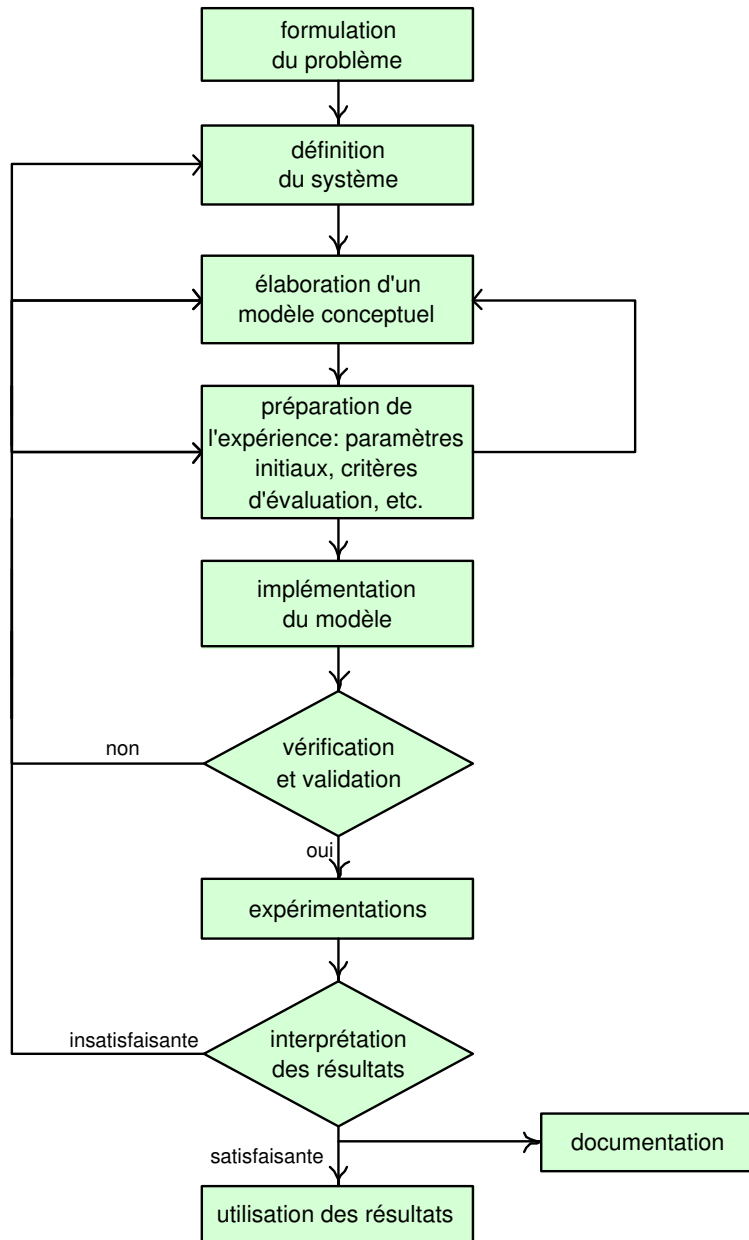 formulation
du problème
définition
du système
élaboration d'un
modèle conceptuel
préparation de
l'expérience: paramètres
initiaux, critères
d'évaluation, etc.
implémentation
du modèle
non
vérification
et validation
oui
expérimentations
insatisfaisante
interprétation
des résultats
documentation
satisfaisante
utilisation des résultats